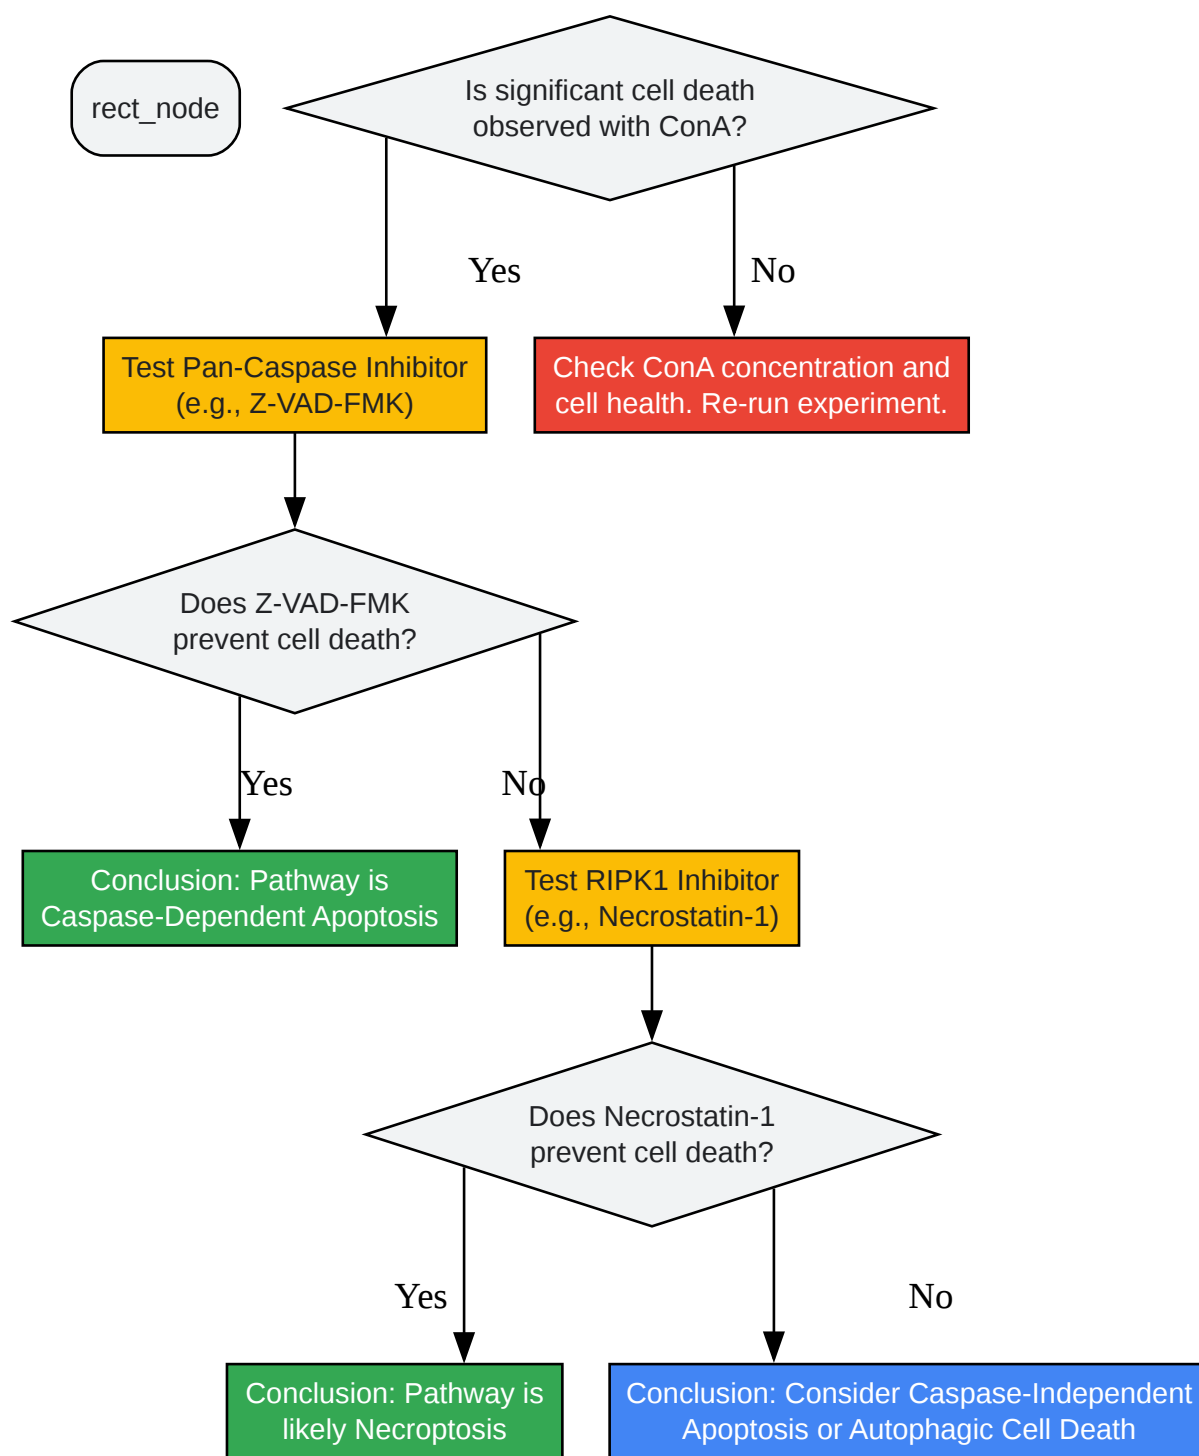 rect_node
Is significant cell death
observed with ConA?
Yes
No
Test Pan-Caspase Inhibitor
(e.g., Z-VAD-FMK)
Check ConA concentration and
cell health. Re-run experiment.
Does Z-VAD-FMK
prevent cell death?
Yes
No
Conclusion: Pathway is
Caspase-Dependent Apoptosis
Test RIPK1 Inhibitor
(e.g., Necrostatin-1)
Does Necrostatin-1
prevent cell death?
Yes
No
Conclusion: Pathway is
likely Necroptosis
Conclusion: Consider Caspase-Independent
Apoptosis or Autophagic Cell Death